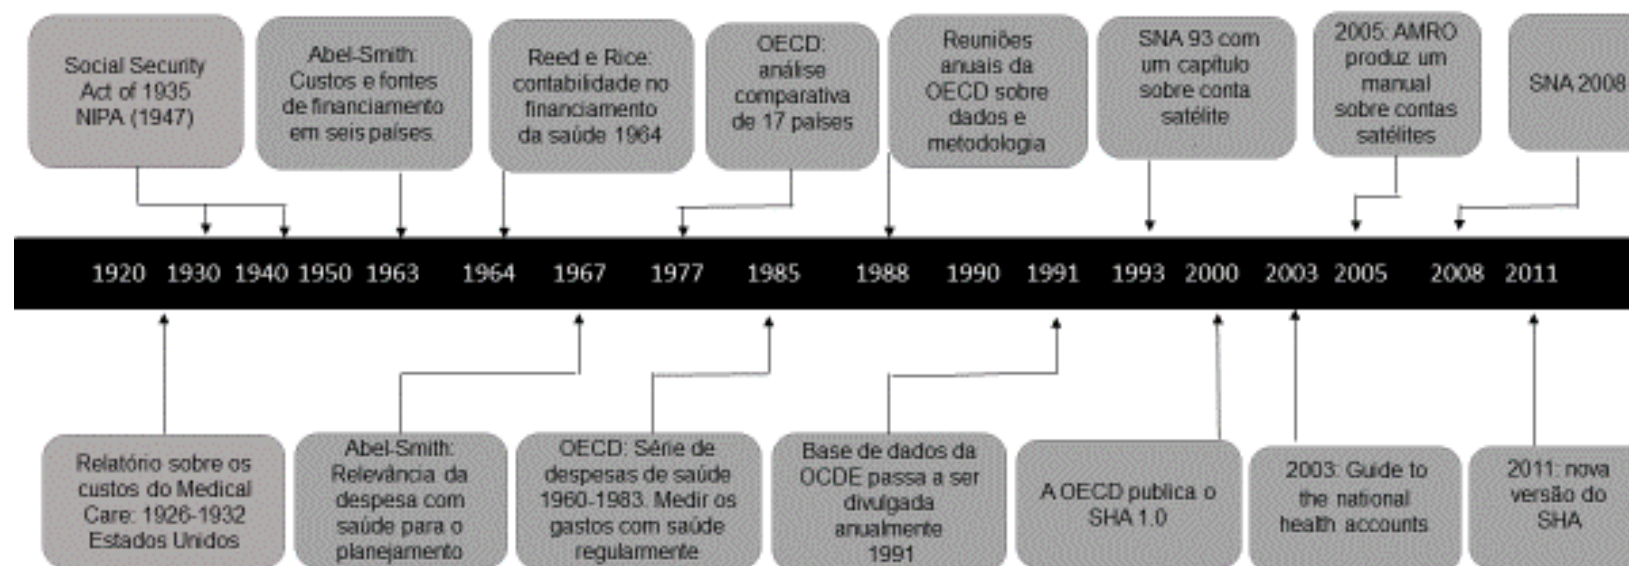 Social Security
Act of 1935
NIPA (1947)
Abel-Smith:
Custos e fontes
de financiamento
em seis países.
Reed e Rice:
contabilidade no
financiamento
da saúde 1964
OECD:
análise
comparativa
de 17 países
Reuniões
anuais da
OECD sobre
dados e
metodologia
SNA 93 com
um capítulo
sobre conta
satélite
2005: AMRO
produz um
manual
sobre contas
satélites
SNA 2008
1920 1930 1940 1950 1963 1964 1967 1977 1985 1988 1990 1991 1993 2000 2003 2005 2008 2011
Relatório sobre os
custos do Medical
Care: 1926-1932
Estados Unidos
Abel-Smith:
Relevância da
despesa com
saúde para o
planejamento
OECD: Série de
despesas de saúde
1960-1983. Medir os
gastos com saúde
regularmente
Base de dados da
OCDE passa a ser
divulgada
anualmente
1991
A OECD publica o
SHA 1.0
2003: Guide to
the national
health accounts
2011: nova
versão do
SHA